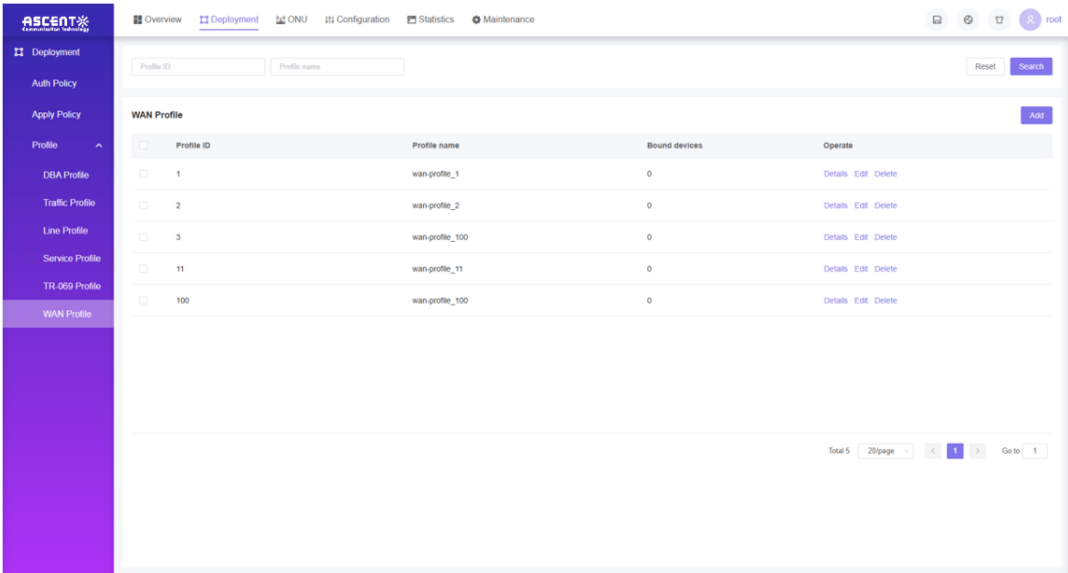 ASCENT
Communication Technology
Overview Deployment ONU Configuration Statistics Maintenance root
Deployment
Auth Policy
Apply Policy
Profile
DBA Profile
Traffic Profile
Line Profile
Service Profile
TR-069 Profile
WAN Profile
Profile ID Profile name Reset Search
WAN Profile Add
Profile ID Profile name Bound devices Operate
1 wan-profile_1 0 Details Edit Delete
2 wan-profile_2 0 Details Edit Delete
3 wan-profile_100 0 Details Edit Delete
11 wan-profile_11 0 Details Edit Delete
100 wan-profile_100 0 Details Edit Delete
Total 5 20/page < 1 > Go to 1